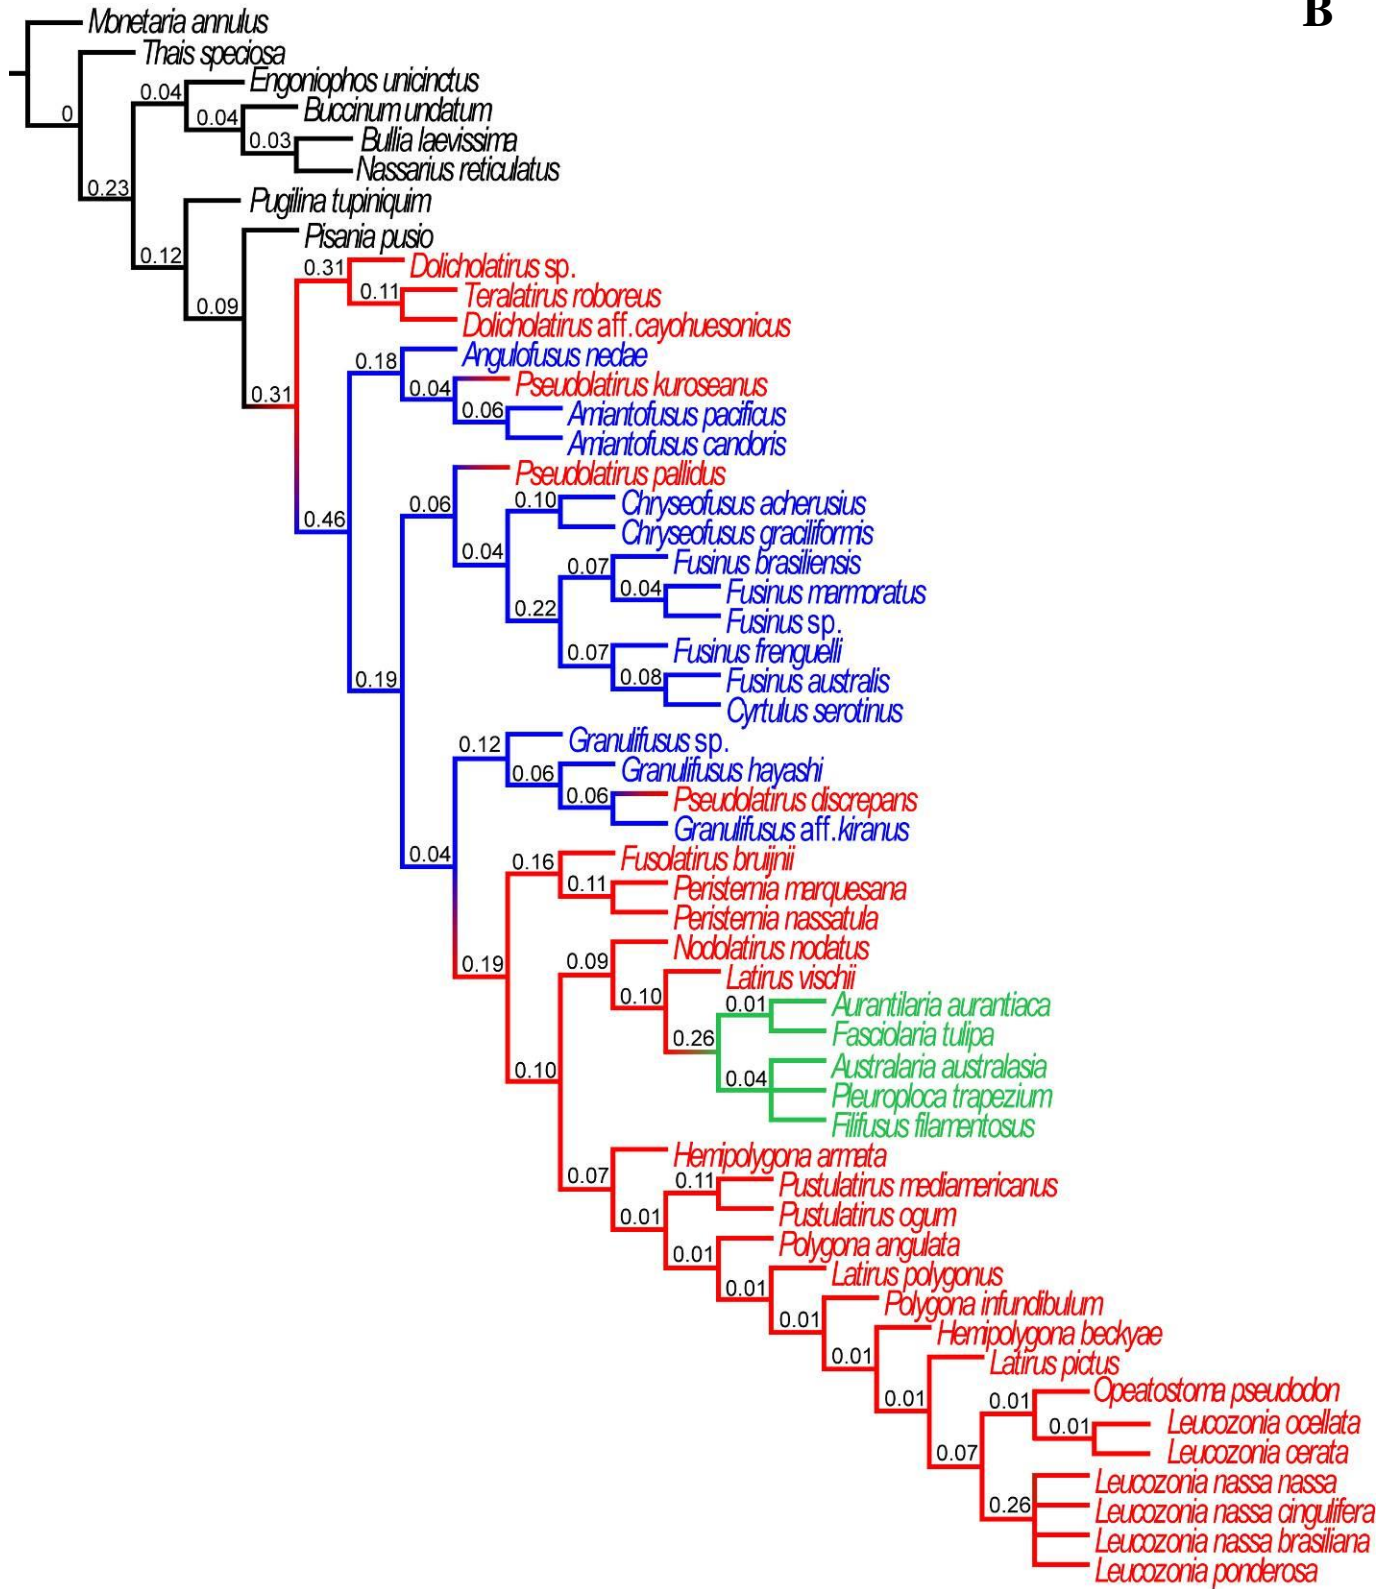 B
Monetaria annulus
Thais speciosa
0.04 Engoniophos unicinctus
0 0.04 Buccinum undatum
0.03 Bullia laevissima
Nassarius reticulatus
0.23
Pugilina tupiniquim
0.12 Pisania pusio
0.31 Dolicholatirus sp.
0.11 Teralatirus roboreus
0.09
Dolicholatirus aff. cayohuesonicus
0.18 Angulofusus nedae
0.31 0.04 Pseudolatirus kuroseanus
0.06 Amiantofusus pacificus
Amiantofusus candoris
Pseudolatirus pallidus
0.46 0.06 0.10 Chryseofusus acherusius
Chryseofusus graciliformis
0.04 0.07 Fusinus brasiliensis
0.04 Fusinus marmoratus
0.22 Fusinus sp.
0.07 Fusinus frenguelli
0.19 0.08 Fusinus australis
Cyrtulus serotinus
0.12 Granulifusus sp.
0.06 Granulifusus hayashi
0.06 Pseudolatirus discrepans
Granulifusus aff. kiranus
0.04 0.16 Fusolatirus bruijnii
0.11 Peristernia marquesana
Peristernia nassatula
0.19 0.09 Nodolatirus nodatus
0.10 Latirus vischii
0.01 Aurantilaria aurantiaca
0.26 Fasciolaria tulipa
0.10 0.04 Australaria australasia
Pleuroploca trapezium
Filifusus filamentosus
0.07 Hemipolygona armata
0.11 Pustulatirus mediamericanus
0.01 Pustulatirus ogum
0.01 Polygona angulata
0.01 Latirus polygonus
0.01 Polygona infundibulum
0.01 Hemipolygona beckyae
0.01 Latirus pictus
0.01 Opeatostoma pseudodon
0.01 Leucozonia ocellata
0.07 Leucozonia cerata
Leucozonia nassa nassa
0.26 Leucozonia nassa cingulifera
Leucozonia nassa brasiliana
Leucozonia ponderosa